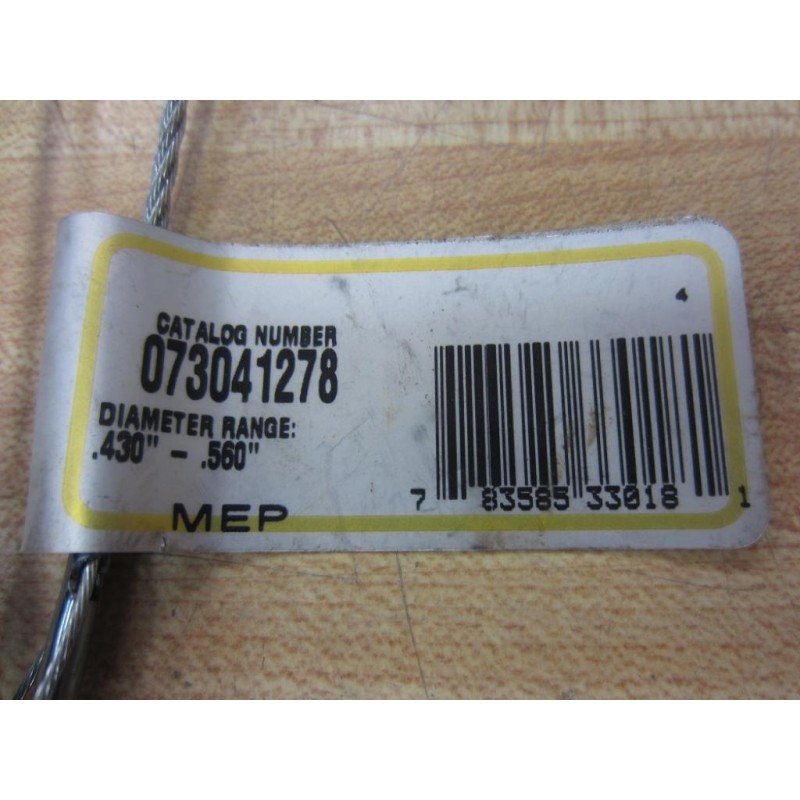 CATALOG NUMBER
073041278
DIAMETER RANGE:
.430" - .560"
MEP
4
7 83585 33018 1